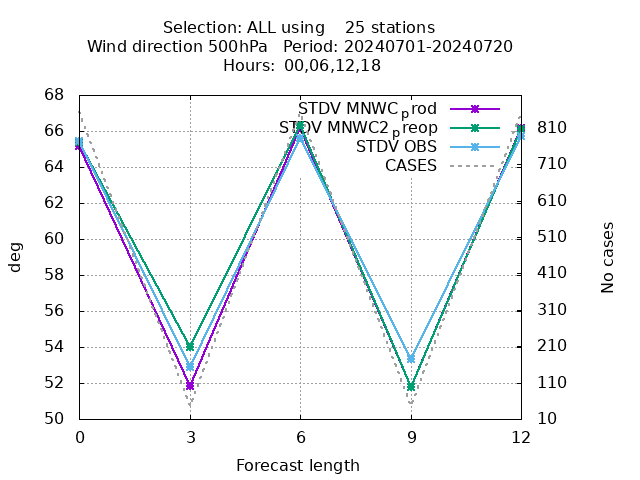 Selection: ALL using    25 stations
Wind direction 500hPa   Period: 20240701-20240720
Hours: 00,06,12,18
STDV MNWC_prod
STDV MNWC2_preop
STDV OBS
CASES
68
66
64
62
60
58
56
54
52
50
810
710
610
510
410
310
210
110
10
deg
No cases
0 3 6 9 12
Forecast length